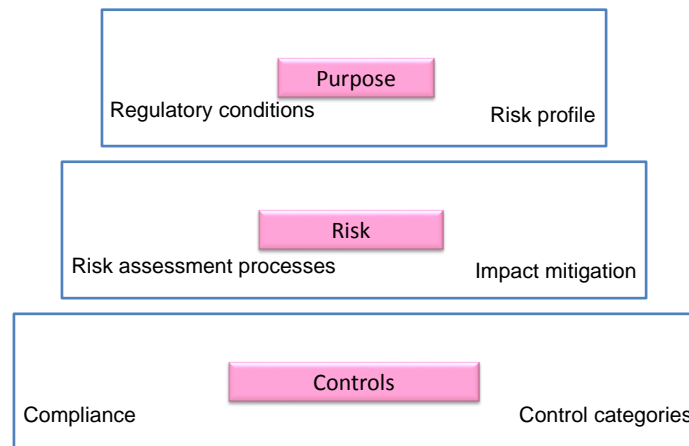 Purpose
Regulatory conditions
Risk profile
Risk
Risk assessment processes
Impact mitigation
Controls
Compliance
Control categories